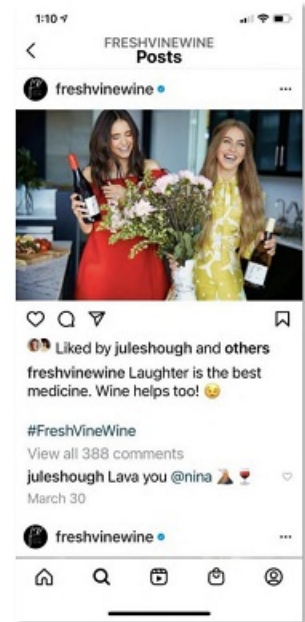 1:10
FRESHVINEWINE
Posts
freshvinewine
Liked by juleshough and others
freshvinewine Laughter is the best
medicine. Wine helps too! 😉
#FreshVineWine
View all 388 comments
juleshough Lava you @nina 🌋🍷
March 30
freshvinewine